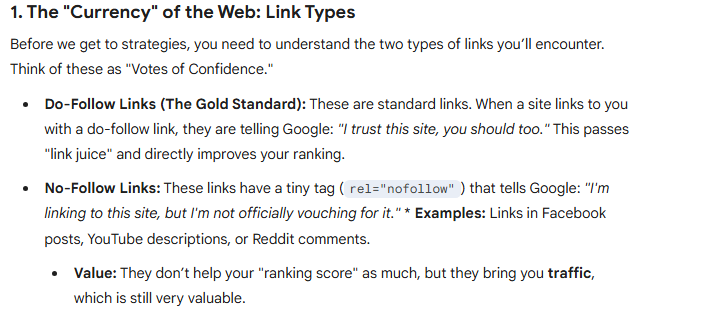 1. The "Currency" of the Web: Link Types
Before we get to strategies, you need to understand the two types of links you’ll encounter.
Think of these as "Votes of Confidence."
• Do-Follow Links (The Gold Standard): These are standard links. When a site links to you
with a do-follow link, they are telling Google: "I trust this site, you should too." This passes
"link juice" and directly improves your ranking.
• No-Follow Links: These links have a tiny tag ( rel="nofollow" ) that tells Google: "I'm
linking to this site, but I'm not officially vouching for it." * Examples: Links in Facebook
posts, YouTube descriptions, or Reddit comments.
• Value: They don’t help your "ranking score" as much, but they bring you traffic,
which is still very valuable.